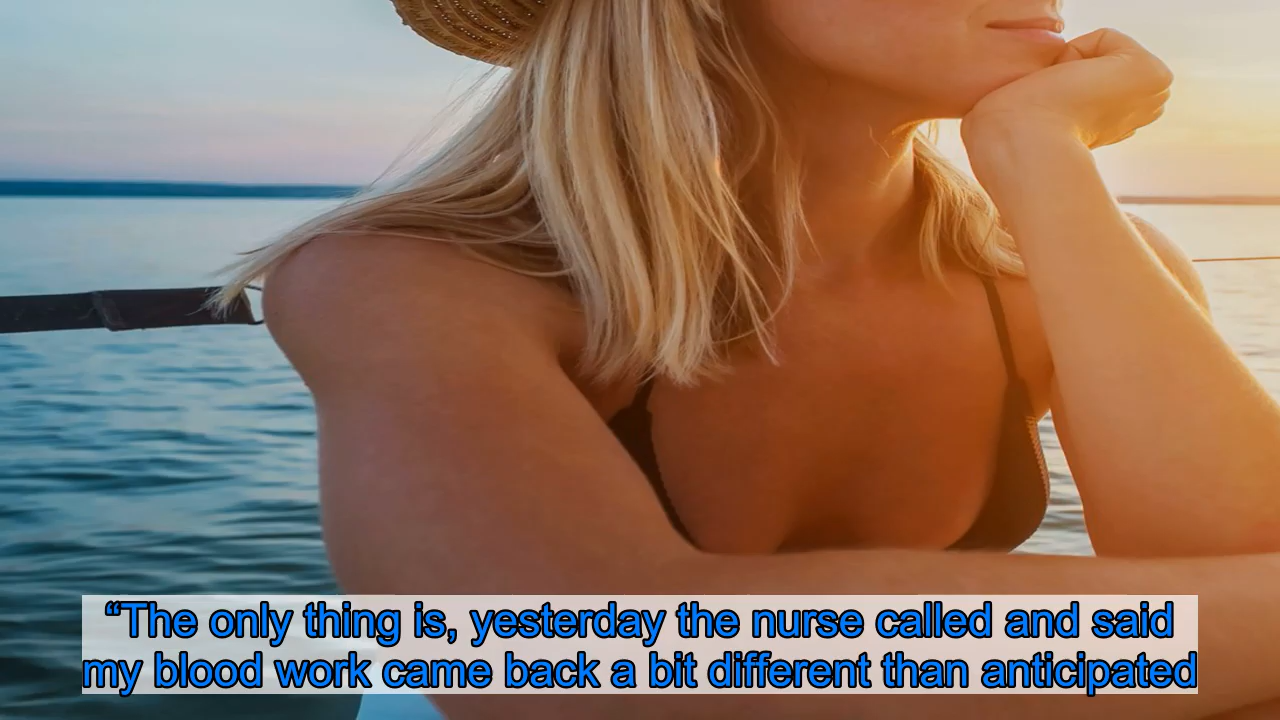 “The only thing is, yesterday the nurse called and said
my blood work came back a bit different than anticipated